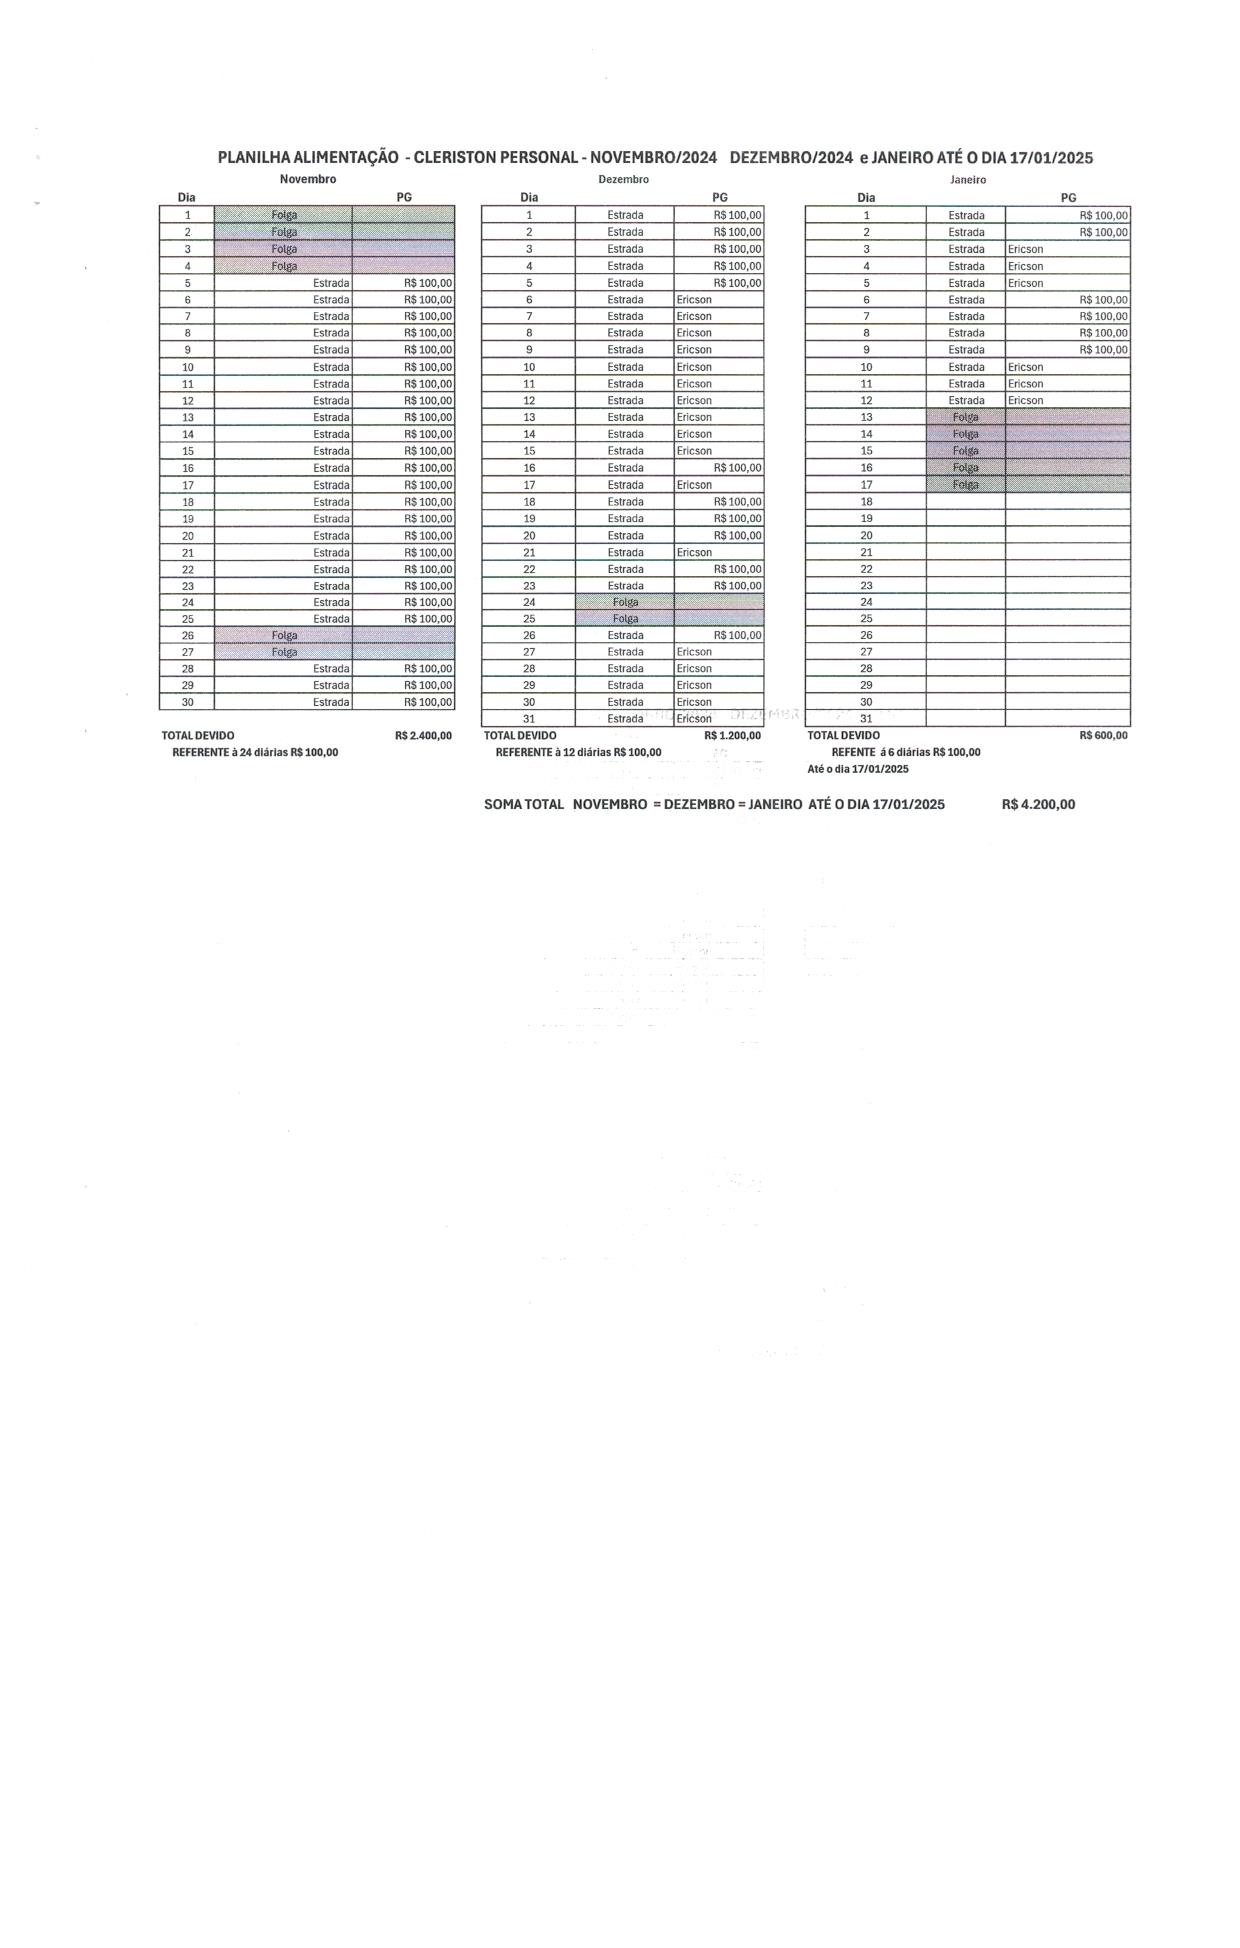 PLANILHA ALIMENTAÇÃO - CLERISTON PERSONAL - NOVEMBRO/2024 DEZEMBRO/2024 e JANEIRO ATÉ O DIA 17/01/2025
Novembro Dezembro Janeiro
Dia PG Dia PG Dia PG
1 Folga 1 Estrada R$ 100,00 1 Estrada R$ 100,00
2 Folga 2 Estrada R$ 100,00 2 Estrada R$ 100,00
3 Folga 3 Estrada R$ 100,00 3 Estrada Ericson
4 Folga 4 Estrada R$ 100,00 4 Estrada Ericson
5 Estrada R$ 100,00 5 Estrada R$ 100,00 5 Estrada Ericson
6 Estrada R$ 100,00 6 Estrada Ericson 6 Estrada R$ 100,00
7 Estrada R$ 100,00 7 Estrada Ericson 7 Estrada R$ 100,00
8 Estrada R$ 100,00 8 Estrada Ericson 8 Estrada R$ 100,00
9 Estrada R$ 100,00 9 Estrada Ericson 9 Estrada R$ 100,00
10 Estrada R$ 100,00 10 Estrada Ericson 10 Estrada Ericson
11 Estrada R$ 100,00 11 Estrada Ericson 11 Estrada Ericson
12 Estrada R$ 100,00 12 Estrada Ericson 12 Estrada Ericson
13 Estrada R$ 100,00 13 Estrada Ericson 13 Folga
14 Estrada R$ 100,00 14 Estrada Ericson 14 Folga
15 Estrada R$ 100,00 15 Estrada Ericson 15 Folga
16 Estrada R$ 100,00 16 Estrada R$ 100,00 16 Folga
17 Estrada R$ 100,00 17 Estrada Ericson 17 Folga
18 Estrada R$ 100,00 18 Estrada R$ 100,00 18
19 Estrada R$ 100,00 19 Estrada R$ 100,00 19
20 Estrada R$ 100,00 20 Estrada R$ 100,00 20
21 Estrada R$ 100,00 21 Estrada Ericson 21
22 Estrada R$ 100,00 22 Estrada R$ 100,00 22
23 Estrada R$ 100,00 23 Estrada R$ 100,00 23
24 Estrada R$ 100,00 24 Folga 24
25 Estrada R$ 100,00 25 Folga 25
26 Folga 26 Estrada R$ 100,00 26
27 Folga 27 Estrada Ericson 27
28 Estrada R$ 100,00 28 Estrada Ericson 28
29 Estrada R$ 100,00 29 Estrada Ericson 29
30 Estrada R$ 100,00 30 Estrada Ericson 30
31 Estrada Ericson 31
TOTAL DEVIDO R$ 2.400,00 TOTAL DEVIDO R$ 1.200,00 TOTAL DEVIDO R$ 600,00
REFERENTE à 24 diárias R$ 100,00 REFERENTE à 12 diárias R$ 100,00 REFENTE á 6 diárias R$ 100,00
Até o dia 17/01/2025
SOMA TOTAL NOVEMBRO = DEZEMBRO = JANEIRO ATÉ O DIA 17/01/2025 R$ 4.200,00